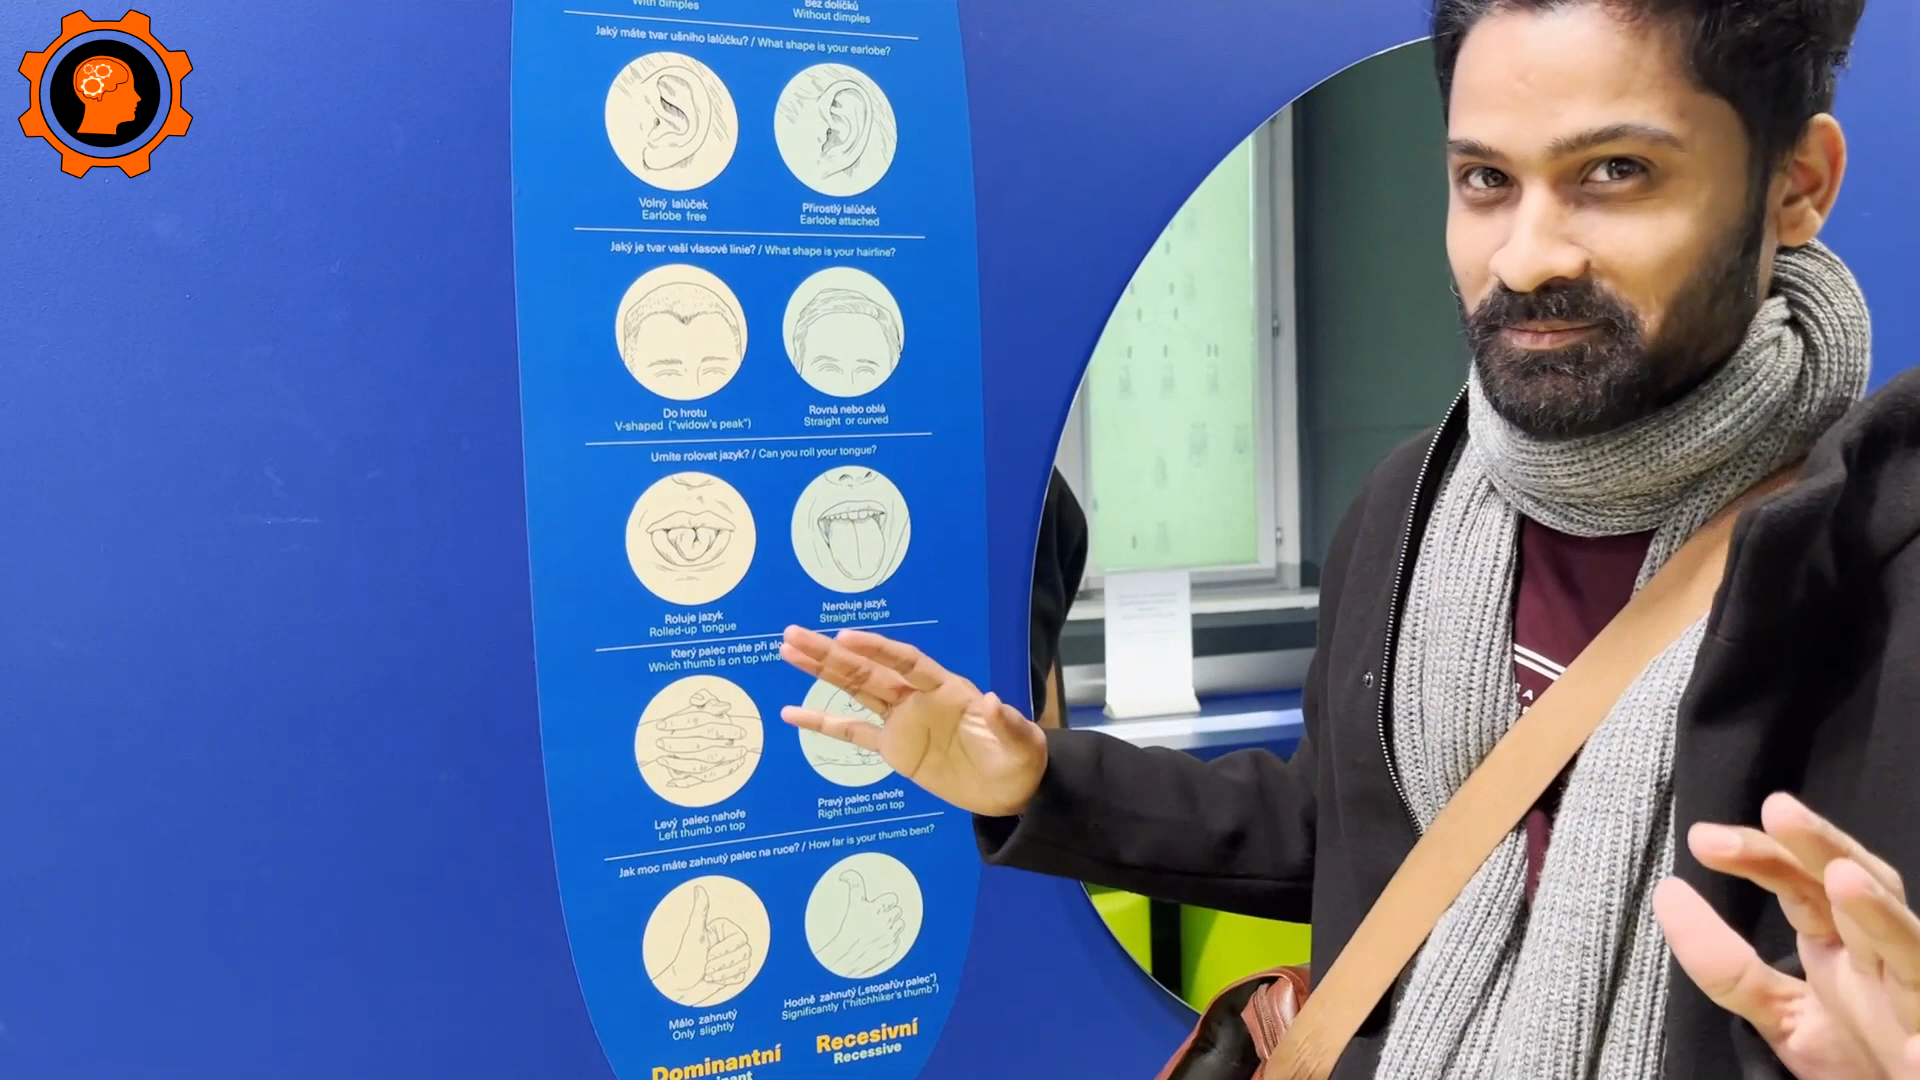 With dimples
Bez dolíčků
Without dimples
Jaký máte tvar ušního lalůčku? / What shape is your earlobe?
Volný lalůček
Earlobe free
Přirostlý lalůček
Earlobe attached
Jaký je tvar vaší vlasové linie? / What shape is your hairline?
Do hrotu
V-shaped ("widow's peak")
Rovná nebo oblá
Straight or curved
Umíte rolovat jazyk? / Can you roll your tongue?
Roluje jazyk
Rolled-up tongue
Neroluje jazyk
Straight tongue
Který palec máte při
Which thumb is on top
Levý palec nahoře
Left thumb on top
Pravý palec nahoře
Right thumb on top
Jak moc máte zahnutý palec na ruce? / How far is your thumb bent?
Málo zahnutý
Only slightly
Hodně zahnutý („stopařův palec")
Significantly ("hitchhiker's thumb")
Dominantní
Recesivní
Recessive